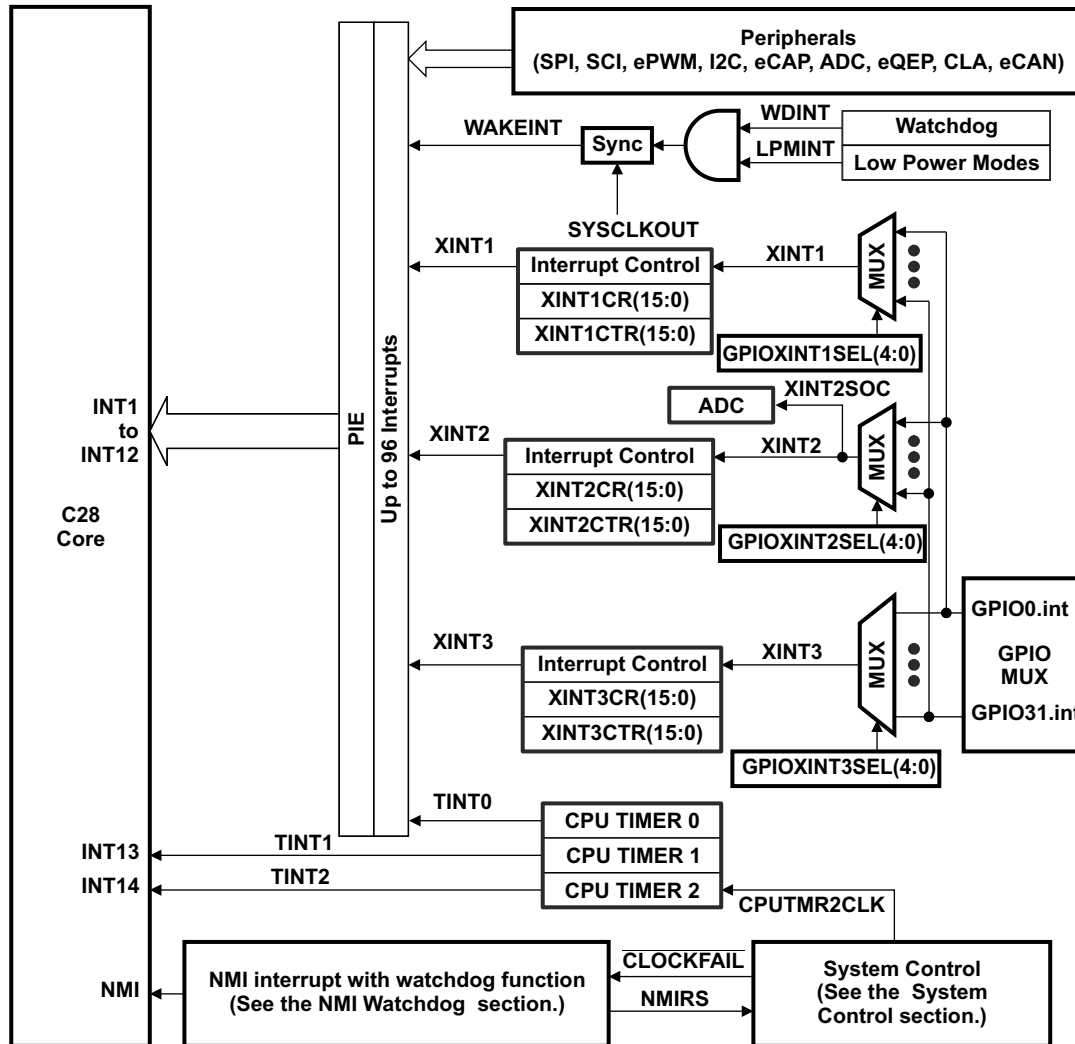 Peripherals
(SPI, SCI, ePWM, I2C, eCAP, ADC, eQEP, CLA, eCAN)
WAKEINT
Sync
WDINT
LPMINT
Watchdog
Low Power Modes
SYSCLKOUT
XINT1
Interrupt Control
XINT1CR(15:0)
XINT1CTR(15:0)
XINT1
MUX
GPIOXINT1SEL(4:0)
INT1
to
INT12
C28
Core
PIE
Up to 96 Interrupts
ADC
XINT2SOC
XINT2
Interrupt Control
XINT2CR(15:0)
XINT2CTR(15:0)
XINT2
MUX
GPIOXINT2SEL(4:0)
XINT3
Interrupt Control
XINT3CR(15:0)
XINT3CTR(15:0)
XINT3
MUX
GPIOXINT3SEL(4:0)
GPIO0.int
GPIO
MUX
GPIO31.int
TINT0
CPU TIMER 0
INT13
TINT1
CPU TIMER 1
INT14
TINT2
CPU TIMER 2
CPUTMR2CLK
NMI
NMI interrupt with watchdog function
(See the NMI Watchdog section.)
CLOCKFAIL
NMIRS
System Control
(See the System
Control section.)